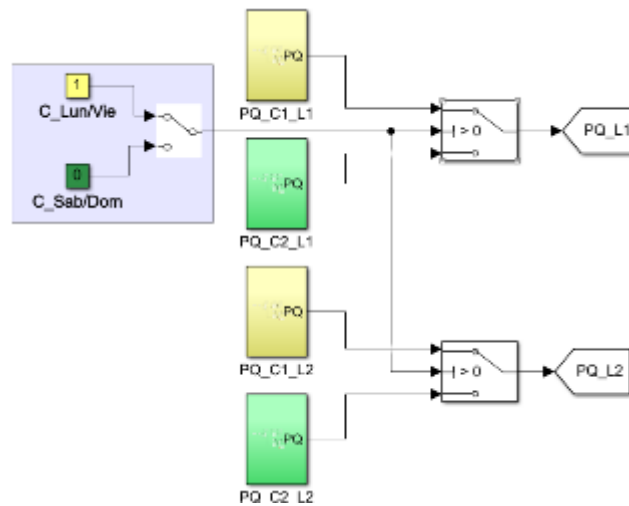 PQ
PQ_C1_L1
1
C_Lun/Vie
> 0
PQ_L1
0
C_Sab/Dom
PQ
PQ_C2_L1
PQ
PQ_C1_L2
> 0
PQ_L2
PQ
PQ_C2_L2